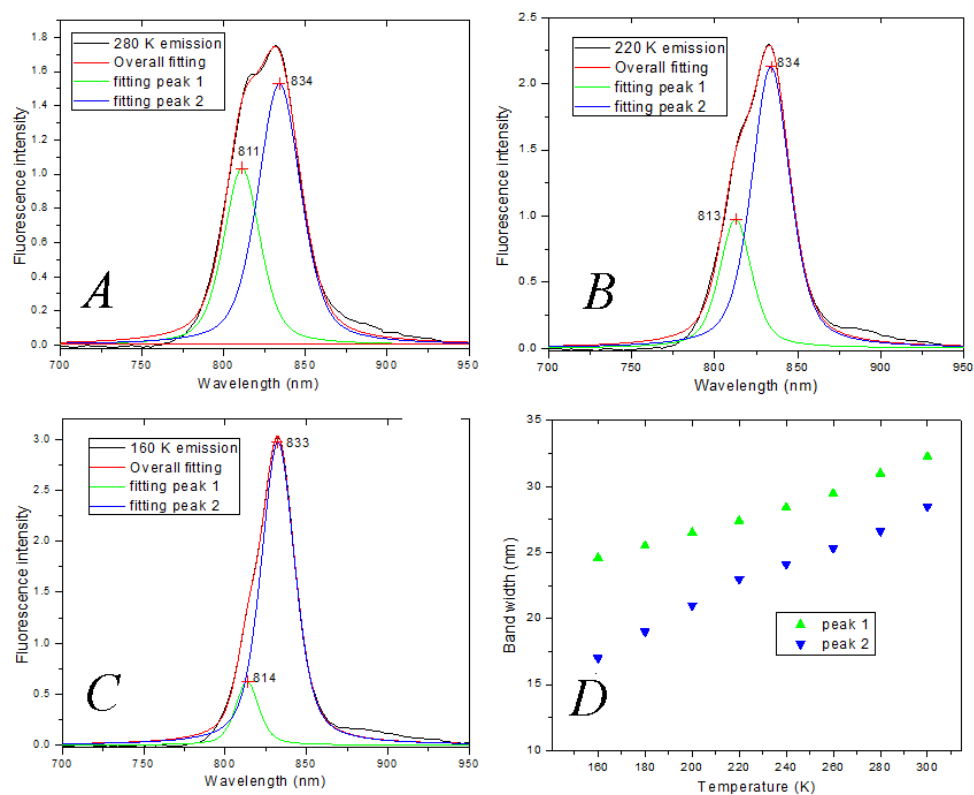 280 K emission
Overall fitting
fitting peak 1
fitting peak 2
834
811
A
Fluorescence intensity
1.8
1.6
1.4
1.2
1.0
0.8
0.6
0.4
0.2
0.0
700 750 800 850 900 950
Wavelength (nm)
220 K emission
Overall fitting
fitting peak 1
fitting peak 2
834
813
B
Fluorescence intensity
2.5
2.0
1.5
1.0
0.5
0.0
700 750 800 850 900 950
Wavelength (nm)
160 K emission
Overall fitting
fitting peak 1
fitting peak 2
833
814
C
Fluorescence intensity
3.0
2.5
2.0
1.5
1.0
0.5
0.0
700 750 800 850 900 950
Wavelength (nm)
35
30
25
20
15
10
Band width (nm)
peak 1
peak 2
D
160 180 200 220 240 260 280 300
Temperature (K)